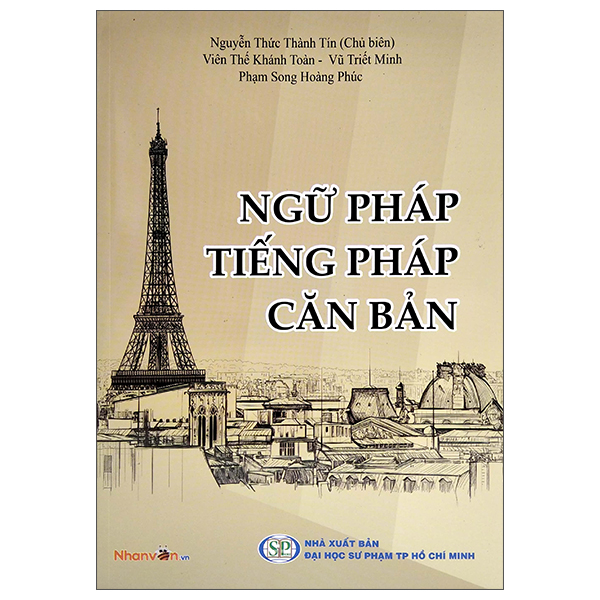 Nguyễn Thức Thành Tín (Chủ biên)
Viên Thế Khánh Toàn - Vũ Triết Minh
Phạm Song Hoàng Phúc
NGỮ PHÁP
TIẾNG PHÁP
CĂN BẢN
Nhanvăn.vn
SP
NHÀ XUẤT BẢN
ĐẠI HỌC SƯ PHẠM TP HỒ CHÍ MINH